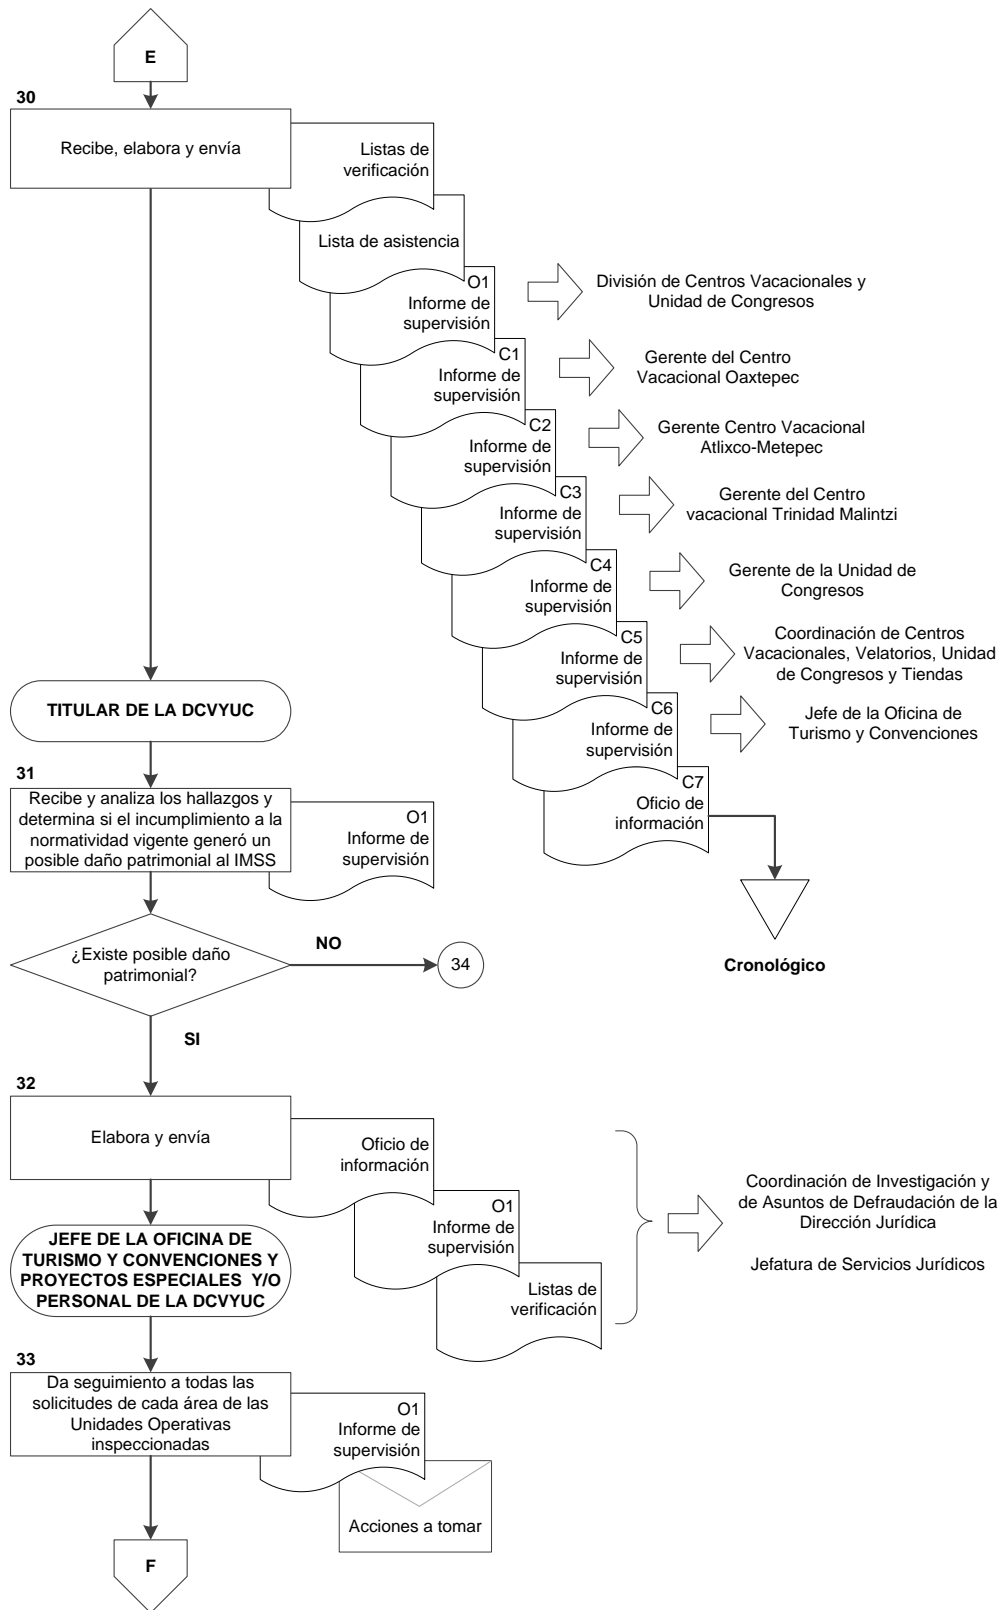 E
30
Recibe, elabora y envía
Listas de
verificación
Lista de asistencia
O1
Informe de
supervisión
División de Centros Vacacionales y
Unidad de Congresos
C1
Informe de
supervisión
Gerente del Centro
Vacacional Oaxtepec
C2
Informe de
supervisión
Gerente Centro Vacacional
Atlixco-Metepec
C3
Informe de
supervisión
Gerente del Centro
vacacional Trinidad Malintzi
C4
Informe de
supervisión
Gerente de la Unidad de
Congresos
C5
Informe de
supervisión
Coordinación de Centros
Vacacionales, Velatorios, Unidad
de Congresos y Tiendas
C6
Informe de
supervisión
Jefe de la Oficina de
Turismo y Convenciones
C7
Oficio de
información
Cronológico
TITULAR DE LA DCVYUC
31
Recibe y analiza los hallazgos y
determina si el incumplimiento a la
normatividad vigente generó un
posible daño patrimonial al IMSS
O1
Informe de
supervisión
¿Existe posible daño
patrimonial?
NO
34
SI
32
Elabora y envía
Oficio de
información
O1
Informe de
supervisión
Listas de
verificación
Coordinación de Investigación y
de Asuntos de Defraudación de la
Dirección Jurídica
Jefatura de Servicios Jurídicos
JEFE DE LA OFICINA DE
TURISMO Y CONVENCIONES Y
PROYECTOS ESPECIALES Y/O
PERSONAL DE LA DCVYUC
33
Da seguimiento a todas las
solicitudes de cada área de las
Unidades Operativas
inspeccionadas
O1
Informe de
supervisión
Acciones a tomar
F